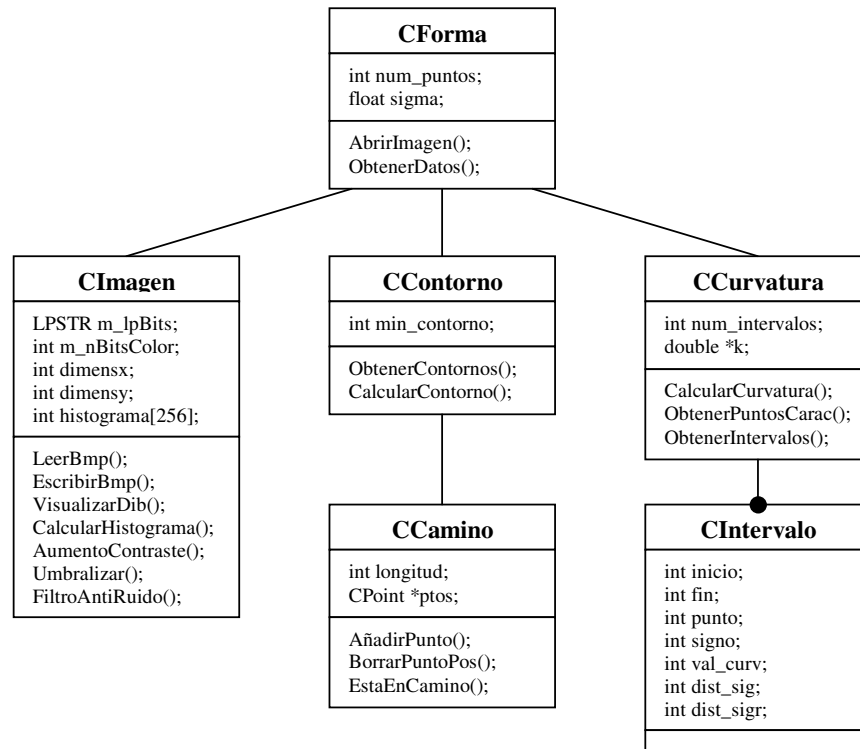 CForma
int num_puntos;
float sigma;
AbrirImagen();
ObtenerDatos();
CImagen
LPSTR m_lpBits;
int m_nBitsColor;
int dimensx;
int dimensy;
int histograma[256];
LeerBmp();
EscribirBmp();
VisualizarDib();
CalcularHistograma();
AumentoContraste();
Umbralizar();
FiltroAntiRuido();
CContorno
int min_contorno;
ObtenerContornos();
CalcularContorno();
CCurvatura
int num_intervalos;
double *k;
CalcularCurvatura();
ObtenerPuntosCarac();
ObtenerIntervalos();
CCamino
int longitud;
CPoint *ptos;
AñadirPunto();
BorrarPuntoPos();
EstaEnCamino();
CIntervalo
int inicio;
int fin;
int punto;
int signo;
int val_curv;
int dist_sig;
int dist_sigr;